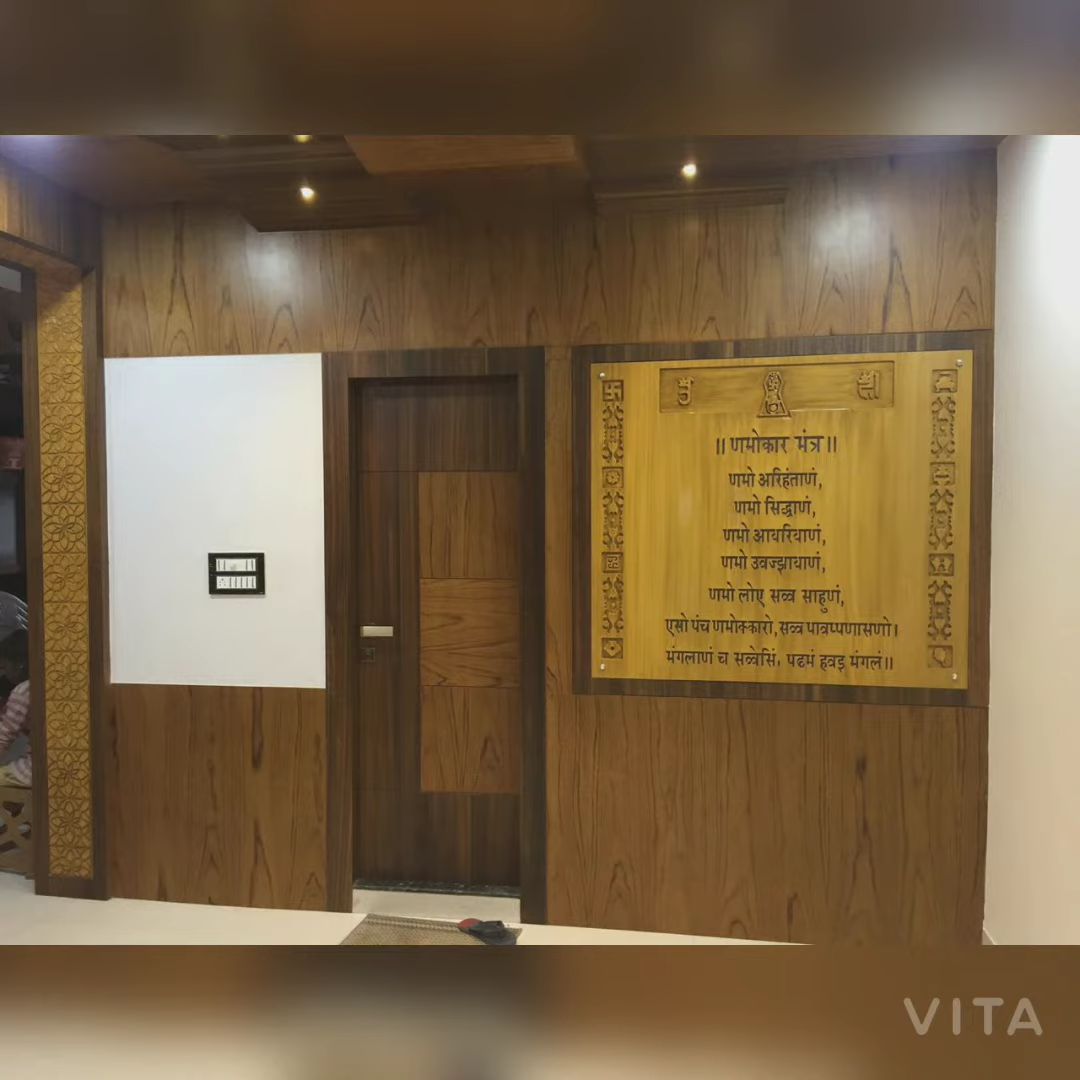 ॥ णमोकार मंत्र ॥
णमो अरिहंताणं,
णमो सिद्धाणं,
णमो आयरियाणं,
णमो उवज्झायाणं,
णमो लोए सव्व साहुणं,
एसो पंच णमोक्कारो, सव्व पावप्पणासणो।
मंगलाणं च सव्वेसिं, पढमं हवइ मंगलं॥
VITA